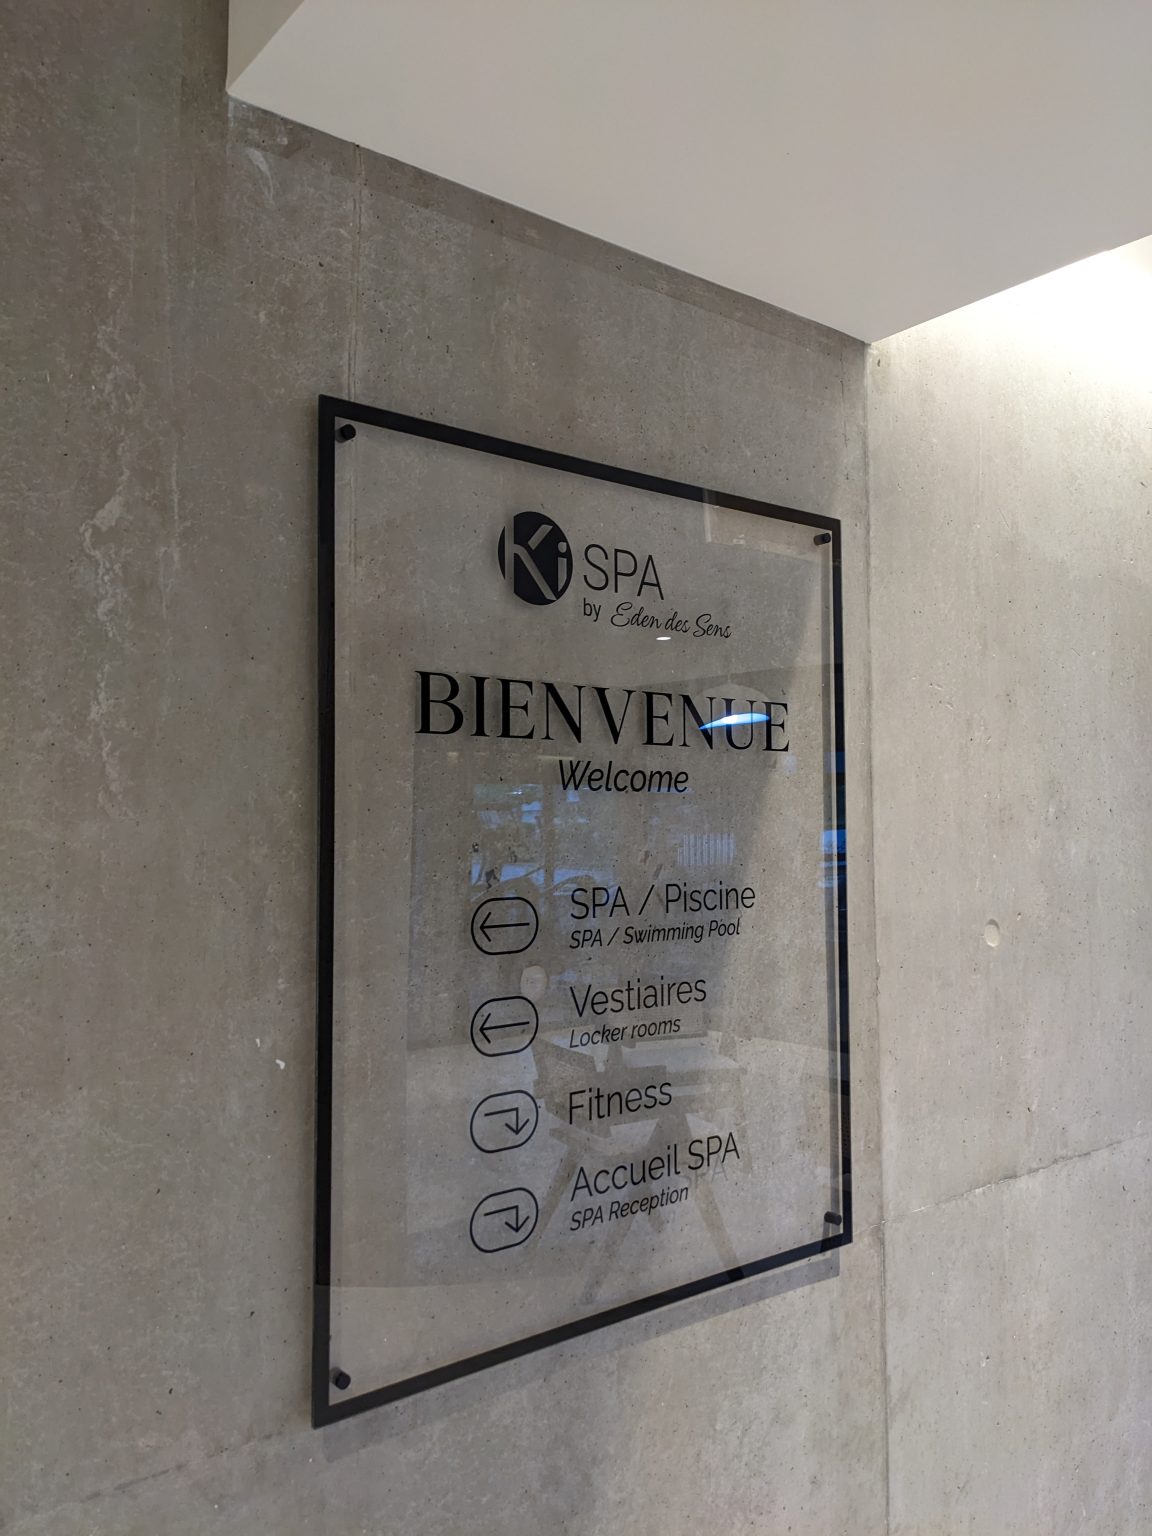 Ki SPA
by Eden des Sens
BIENVENUE
Welcome
SPA / Piscine
SPA / Swimming Pool
Vestiaires
Locker rooms
Fitness
Accueil SPA
SPA Reception